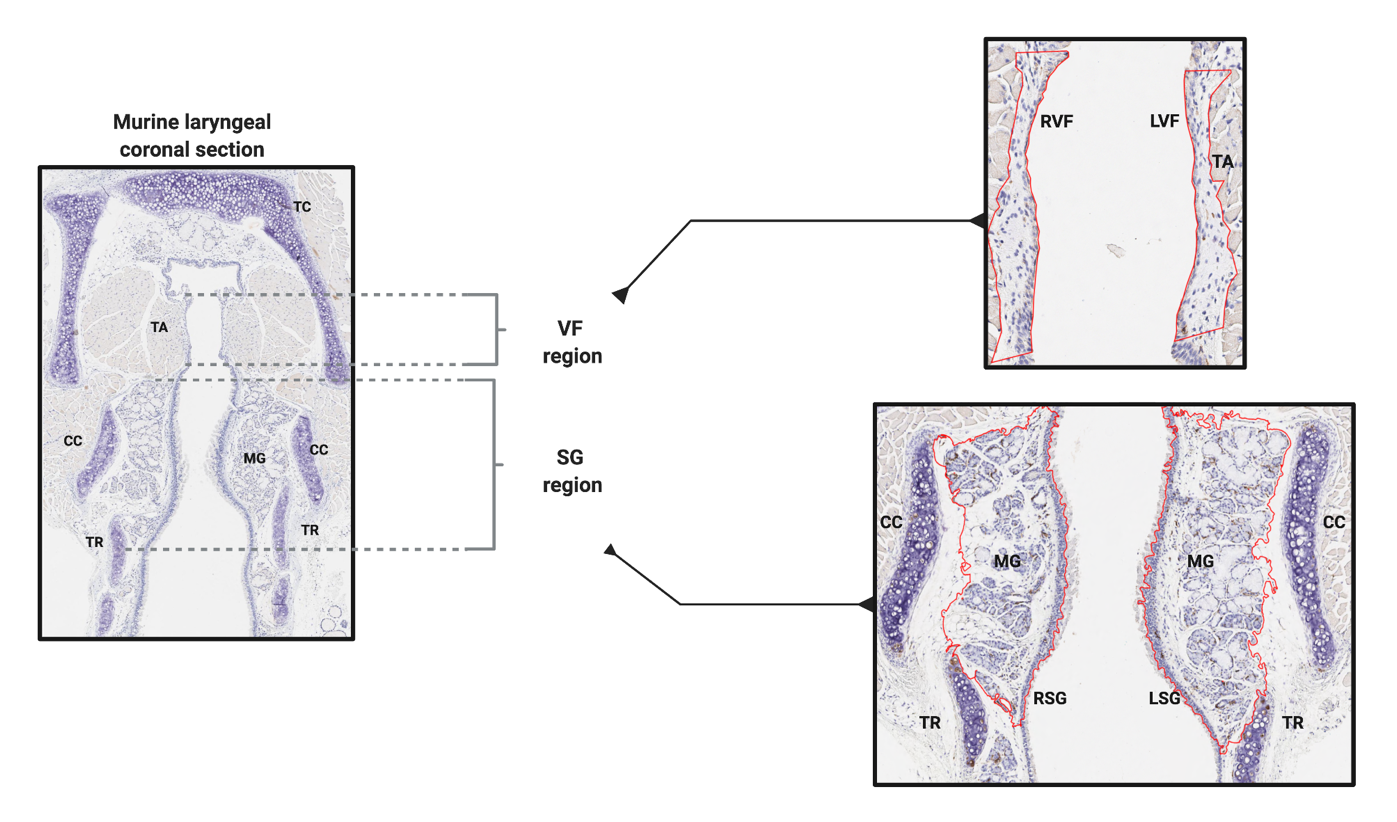 Murine laryngeal
coronal section
TC
TA
CC
MG
CC
TR
TR
VF
region
SG
region
RVF
LVF
TA
CC
MG
MG
CC
RSG
LSG
TR
TR